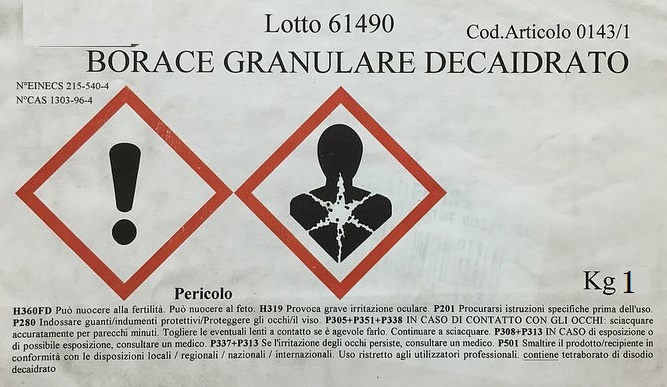 Lotto 61490
Cod.Articolo 0143/1
BORACE GRANULARE DECAIDRATO
N°EINECS 215-540-4
N°CAS 1303-96-4
Pericolo
Kg 1
H360FD Può nuocere alla fertilità. Può nuocere al feto. H319 Provoca grave irritazione oculare. P201 Procurarsi istruzioni specifiche prima dell'uso.
P280 Indossare guanti/indumenti protettivi/Proteggere gli occhi/il viso. P305+P351+P338 IN CASO DI CONTATTO CON GLI OCCHI: sciacquare
accuratamente per parecchi minuti. Togliere le eventuali lenti a contatto se è agevole farlo. Continuare a sciacquare. P308+P313 IN CASO di esposizione o
di possibile esposizione, consultare un medico. P337+P313 Se l'irritazione degli occhi persiste, consultare un medico. P501 Smaltire il prodotto/recipiente in
conformità con le disposizioni locali / regionali / nazionali / internazionali. Uso ristretto agli utilizzatori professionali. contiene tetraborato di disodio
decaidrato